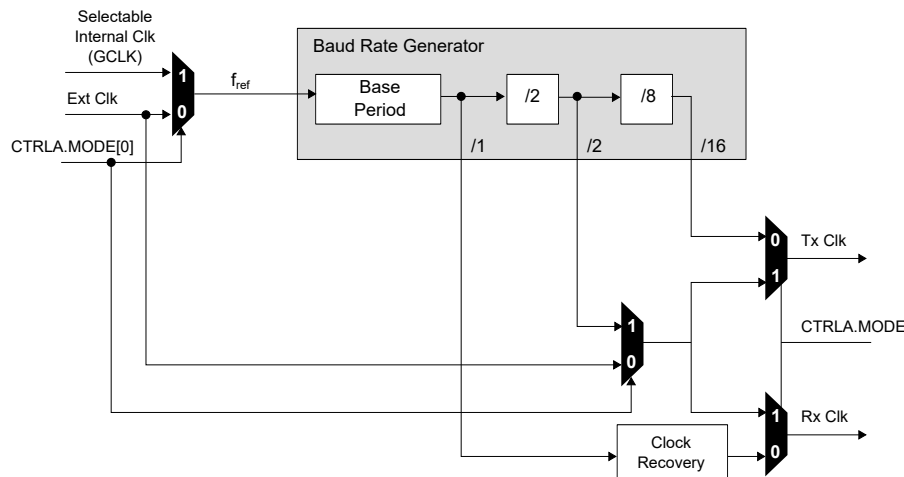 Selectable
Internal Clk
(GCLK)
Ext Clk
CTRLA.MODE[0]
1
0
fref
Baud Rate Generator
Base
Period
/2
/8
/1
/2
/16
0
1
Tx Clk
CTRLA.MODE
1
0
1
0
Rx Clk
Clock
Recovery